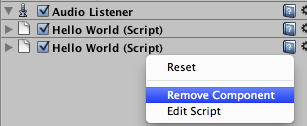 Audio Listener
Hello World (Script)
Hello World (Script)
Reset
Remove Component
Edit Script